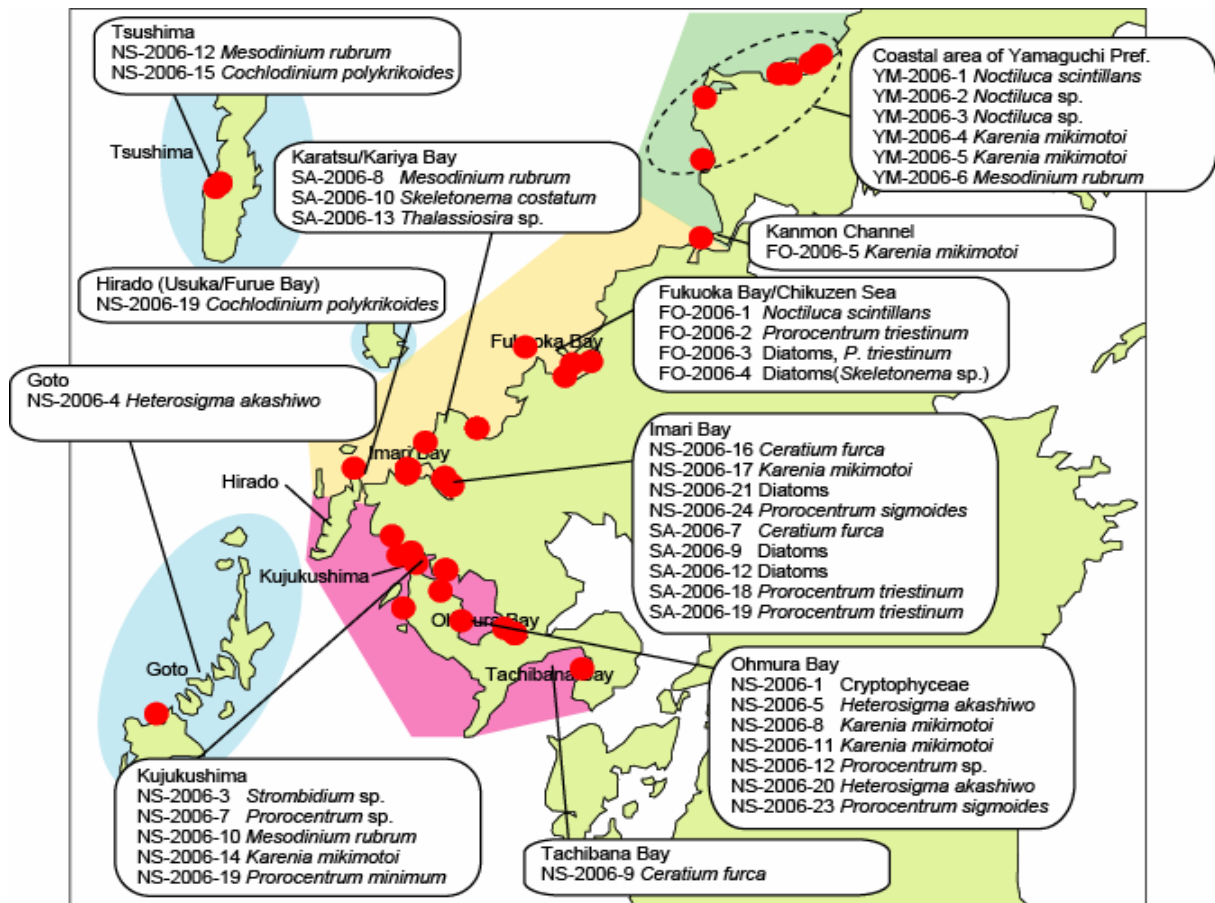 Tsushima
NS-2006-12 Mesodinium rubrum
NS-2006-15 Cochlodinium polykrikoides
Coastal area of Yamaguchi Pref.
YM-2006-1 Noctiluca scintillans
YM-2006-2 Noctiluca sp.
YM-2006-3 Noctiluca sp.
YM-2006-4 Karenia mikimotoi
YM-2006-5 Karenia mikimotoi
YM-2006-6 Mesodinium rubrum
Tsushima
Karatsu/Kariya Bay
SA-2006-8 Mesodinium rubrum
SA-2006-10 Skeletonema costatum
SA-2006-13 Thalassiosira sp.
Kanmon Channel
FO-2006-5 Karenia mikimotoi
Hirado (Usuka/Furue Bay)
NS-2006-19 Cochlodinium polykrikoides
Fukuoka Bay/Chikuzen Sea
FO-2006-1 Noctiluca scintillans
FO-2006-2 Prorocentrum triestinum
FO-2006-3 Diatoms, P. triestinum
FO-2006-4 Diatoms(Skeletonema sp.)
Fukuoka Bay
Goto
NS-2006-4 Heterosigma akashiwo
Imari Bay
NS-2006-16 Ceratium furca
NS-2006-17 Karenia mikimotoi
NS-2006-21 Diatoms
NS-2006-24 Prorocentrum sigmoides
SA-2006-7 Ceratium furca
SA-2006-9 Diatoms
SA-2006-12 Diatoms
SA-2006-18 Prorocentrum triestinum
SA-2006-19 Prorocentrum triestinum
Imari Bay
Hirado
Kujukushima
Ohmura Bay
Goto
Tachibana Bay
Ohmura Bay
NS-2006-1 Cryptophyceae
NS-2006-5 Heterosigma akashiwo
NS-2006-8 Karenia mikimotoi
NS-2006-11 Karenia mikimotoi
NS-2006-12 Prorocentrum sp.
NS-2006-20 Heterosigma akashiwo
NS-2006-23 Prorocentrum sigmoides
Kujukushima
NS-2006-3 Strombidium sp.
NS-2006-7 Prorocentrum sp.
NS-2006-10 Mesodinium rubrum
NS-2006-14 Karenia mikimotoi
NS-2006-19 Prorocentrum minimum
Tachibana Bay
NS-2006-9 Ceratium furca